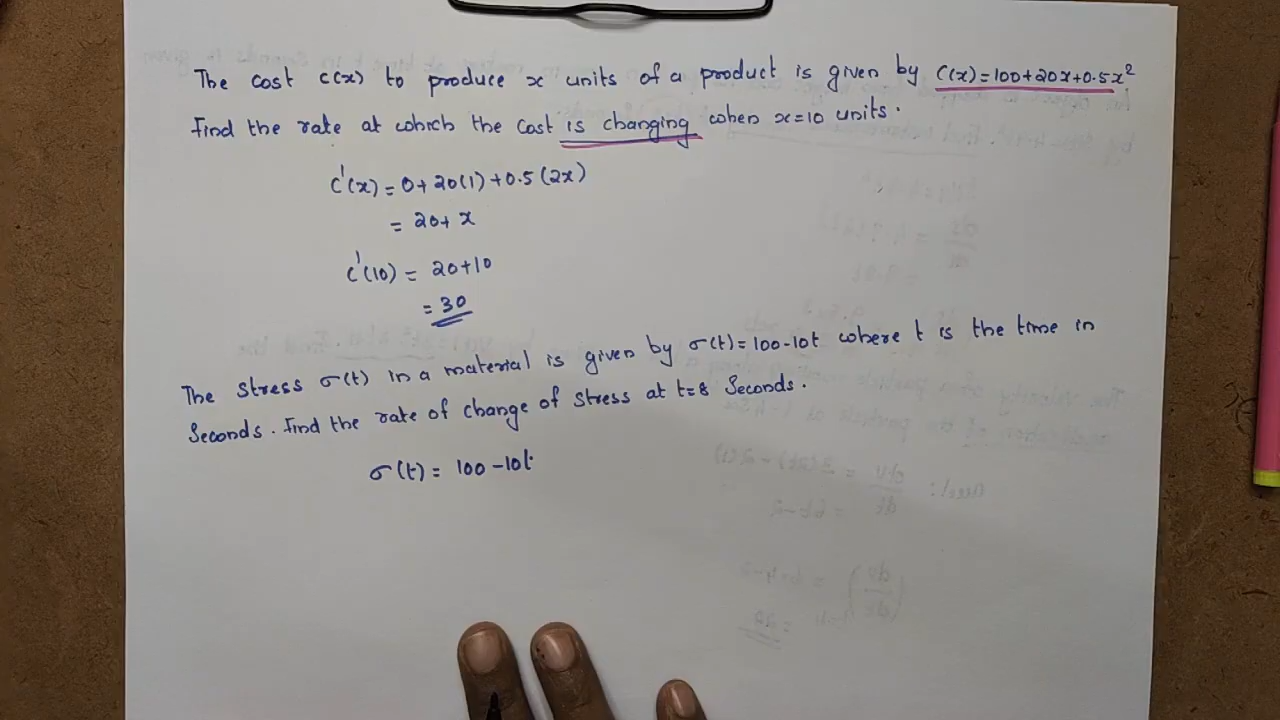 The cost C(x) to produce x units of a product is given by C(x)=100+20x+0.5x²
Find the rate at which the cost is changing when x=10 units.
C'(x) = 0+20(1)+0.5(2x)
= 20+x
C'(10) = 20+10
= 30
The stress σ(t) in a material is given by σ(t)=100-10t where t is the time in
Seconds. Find the rate of change of stress at t=8 Seconds.
σ(t) = 100-10t